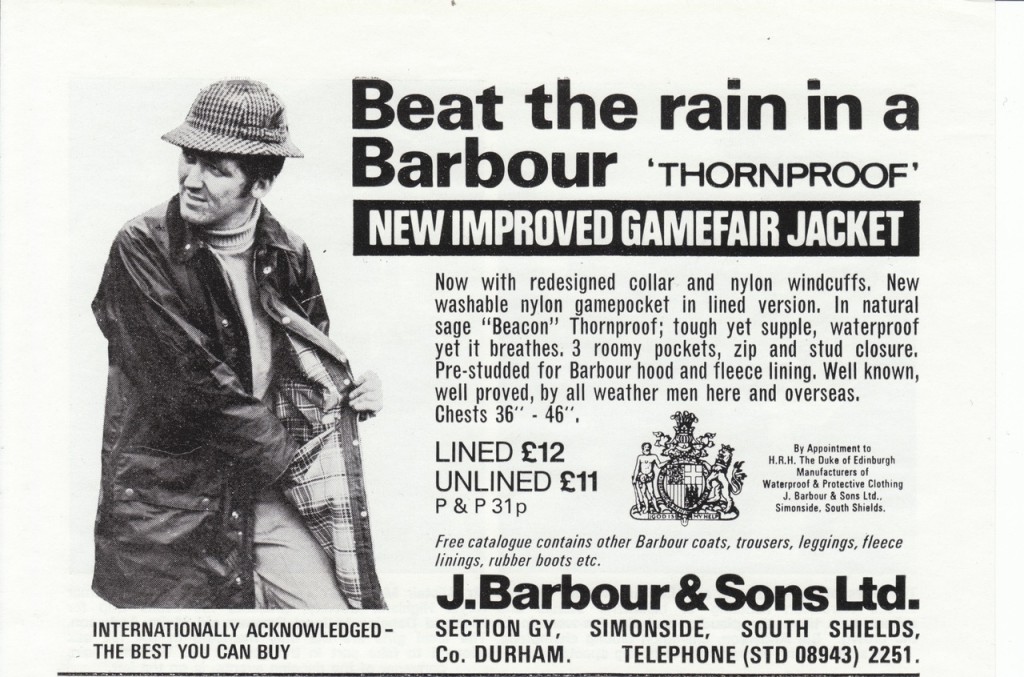 Beat the rain in a
Barbour 'THORNPROOF'
NEW IMPROVED GAMEFAIR JACKET
Now with redesigned collar and nylon windcuffs. New
washable nylon gamepocket in lined version. In natural
sage "Beacon" Thornproof; tough yet supple, waterproof
yet it breathes. 3 roomy pockets, zip and stud closure.
Pre-studded for Barbour hood and fleece lining. Well known,
well proved, by all weather men here and overseas.
Chests 36'' - 46''.
LINED £12
UNLINED £11
P & P 31p
GOD IS MY HELP
By Appointment to
H.R.H. The Duke of Edinburgh
Manufacturers of
Waterproof & Protective Clothing
J. Barbour & Sons Ltd..
Simonside, South Shields.
Free catalogue contains other Barbour coats, trousers, leggings, fleece
linings, rubber boots etc.
J.Barbour & Sons Ltd.
SECTION GY, SIMONSIDE, SOUTH SHIELDS,
Co. DURHAM. TELEPHONE (STD 08943) 2251.
INTERNATIONALLY ACKNOWLEDGED-
THE BEST YOU CAN BUY